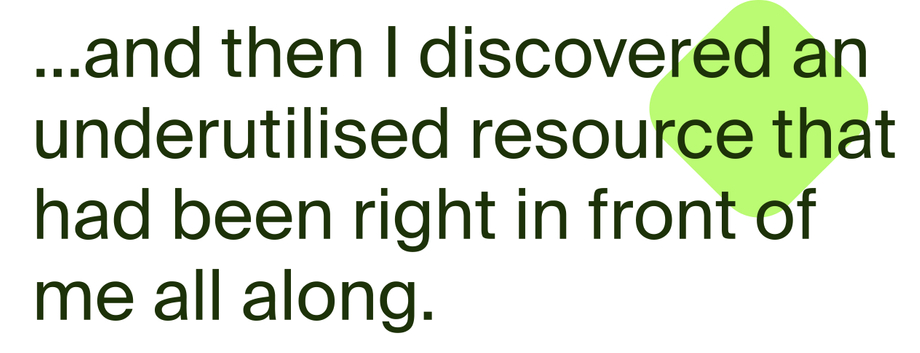 ...and then I discovered an
underutilised resource that
had been right in front of
me all along.